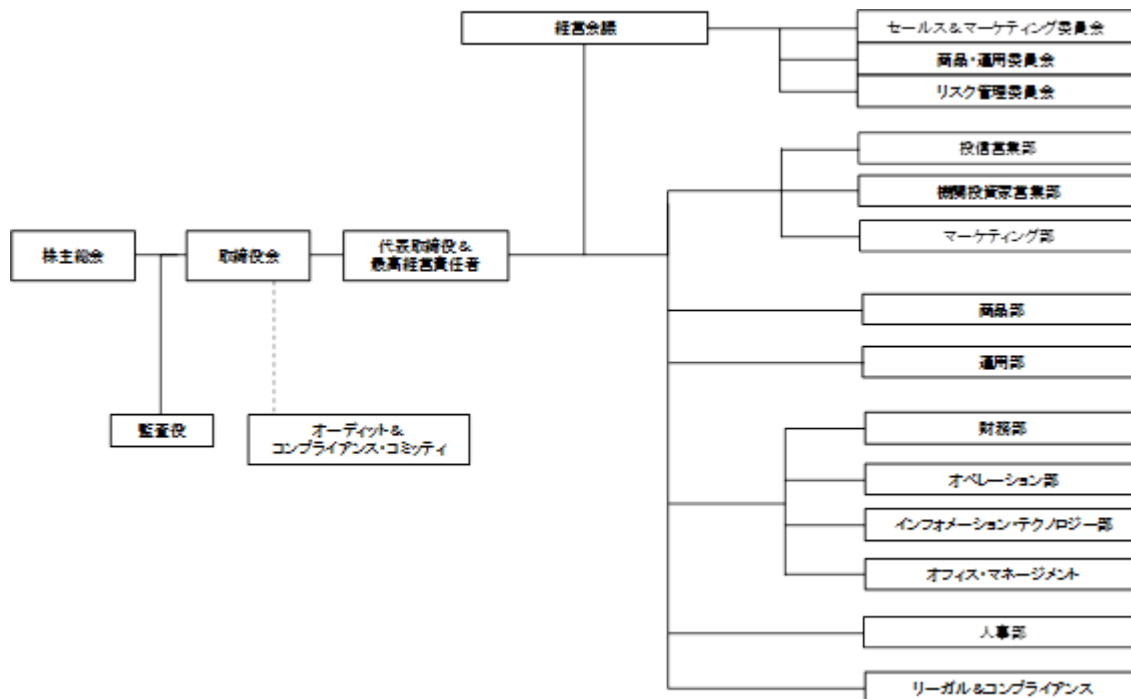 経営会議
セールス&マーケティング委員会
商品・運用委員会
リスク管理委員会
投信営業部
機関投資家営業部
マーケティング部
株主総会
取締役会
代表取締役&
最高経営責任者
商品部
運用部
監査役
オーディット&
コンプライアンス・コミッティ
財務部
オペレーション部
インフォメーション・テクノロジー部
オフィス・マネージメント
人事部
リーガル&コンプライアンス